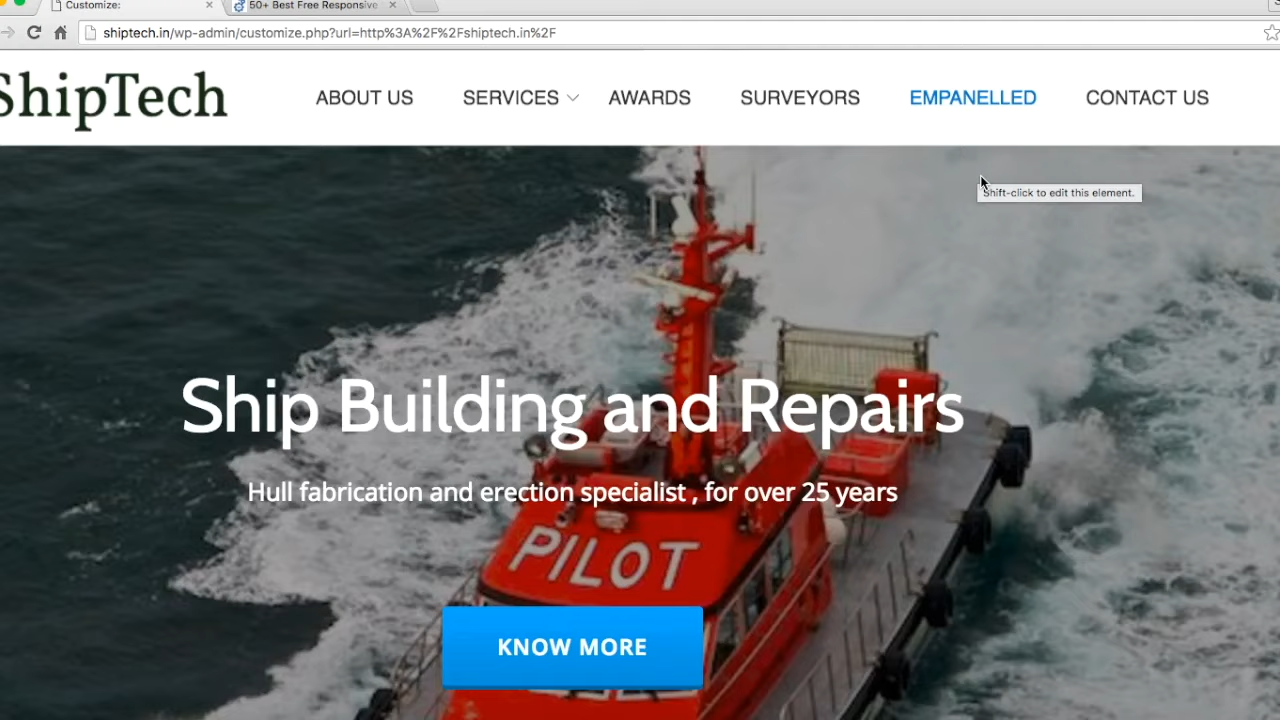 Customize:
50+ Best Free Responsive
shiptech.in/wp-admin/customize.php?url=http%3A%2F%2Fshiptech.in%2F
ShipTech
ABOUT US SERVICES AWARDS SURVEYORS EMPANELLED CONTACT US
Shift-click to edit this element.
Ship Building and Repairs
Hull fabrication and erection specialist , for over 25 years
PILOT
KNOW MORE